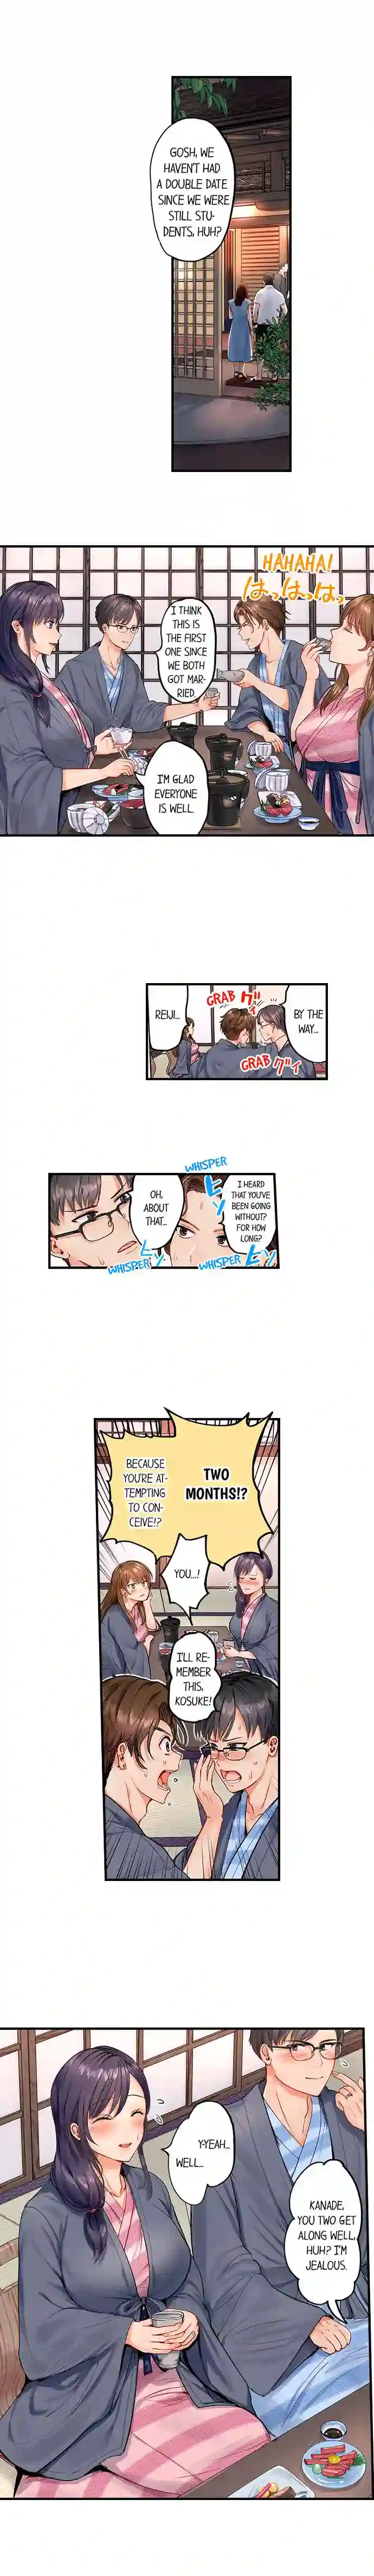 GOSH, WE
HAVEN'T HAD
A DOUBLE DATE
SINCE WE WERE
STILL STU-
DENTS, HUH?
HAHAHA!
はっはっはっ
I THINK
THIS IS
THE FIRST
ONE SINCE
WE BOTH
GOT MAR-
RIED.
I'M GLAD
EVERYONE
IS WELL.
REIJI...
GRAB グイ
BY THE
WAY...
GRAB グイ
WHISPER
ヒソ
I HEARD
THAT YOU'VE
BEEN GOING
WITHOUT?
FOR HOW
LONG?
WHISPER ヒソ
OH,
ABOUT
THAT...
ヒソ
WHISPER
TWO
MONTHS!?
BECAUSE
YOU'RE AT-
TEMPTING
TO CON-
CEIVE!?
YOU...!
I'LL RE-
MEMBER
THIS,
KOSUKE!
Y-YEAH...
WELL...
KANADE,
YOU TWO GET
ALONG WELL,
HUH? I'M
JEALOUS.